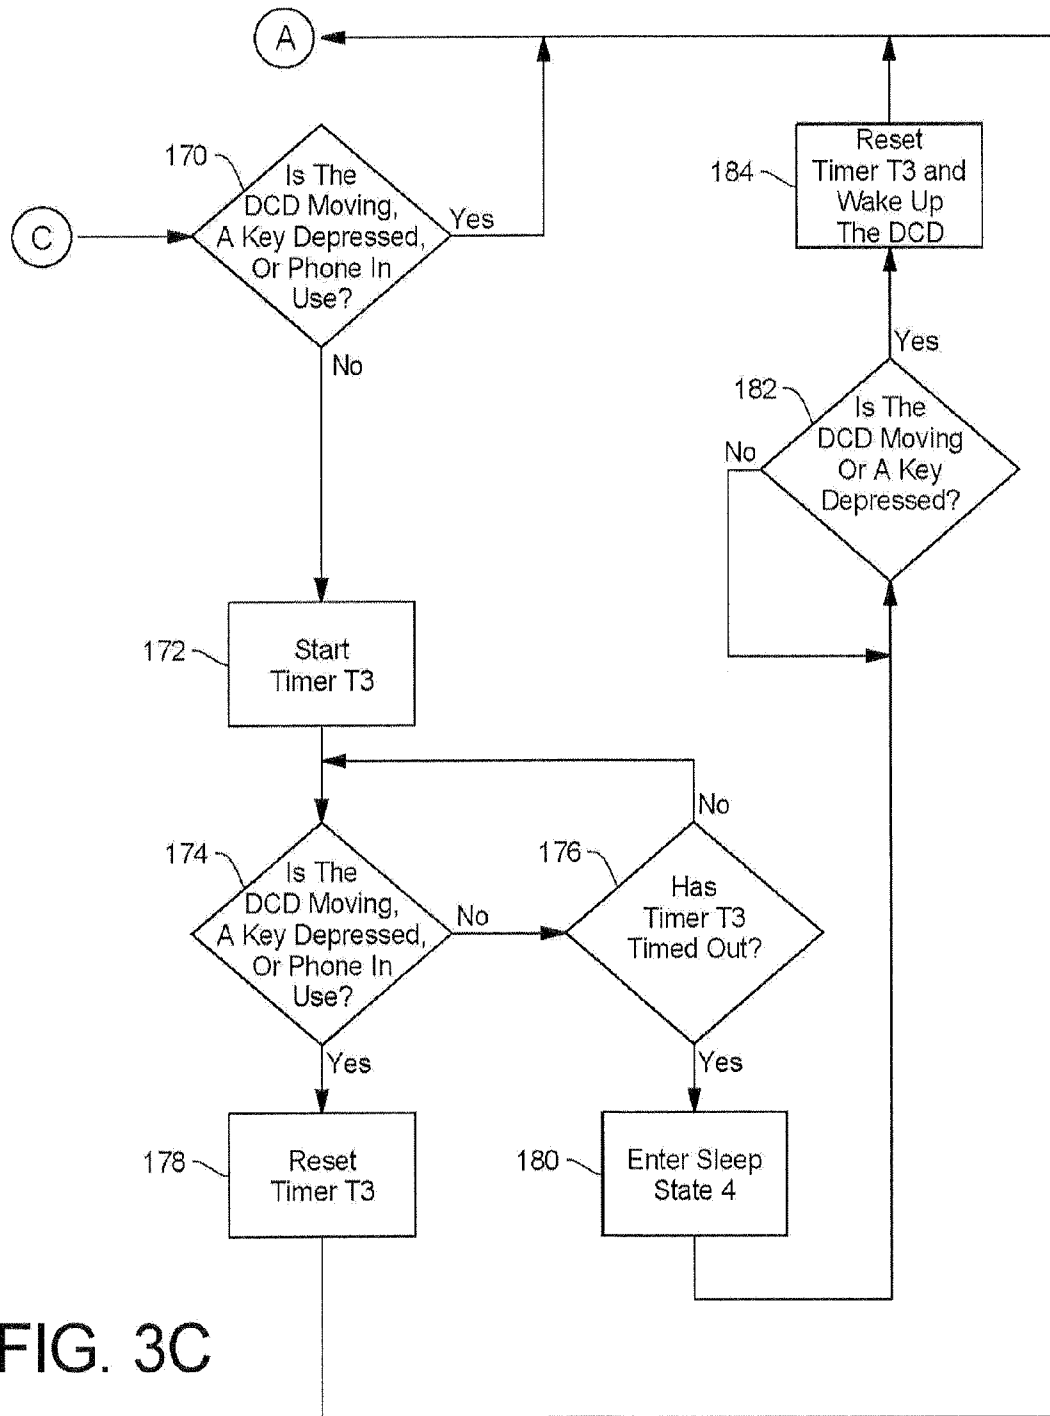 A
170
Is The
DCD Moving,
A Key Depressed,
Or Phone In
Use?
Yes
C
No
184
Reset
Timer T3 and
Wake Up
The DCD
Yes
182
Is The
DCD Moving
Or A Key
Depressed?
No
172
Start
Timer T3
174
Is The
DCD Moving,
A Key Depressed,
Or Phone In
Use?
No
Yes
176
Has
Timer T3
Timed Out?
No
Yes
178
Reset
Timer T3
180
Enter Sleep
State 4
FIG. 3C